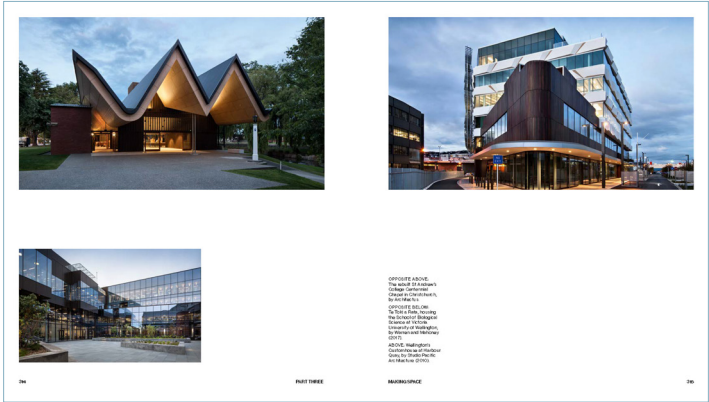 OPPOSITE ABOVE:
The rebuilt St Andrew's
College Centennial
Chapel in Christchurch,
by Architectus
OPPOSITE BELOW:
Te Toki a Rata, housing
the School of Biological
Science at Victoria
University of Wellington,
by Warren and Mahoney
(2017)
ABOVE: Wellington's
Customhouse at Harbour
Quay, by Studio Pacific
Architecture (2010)
PART THREE
MAKING SPACE